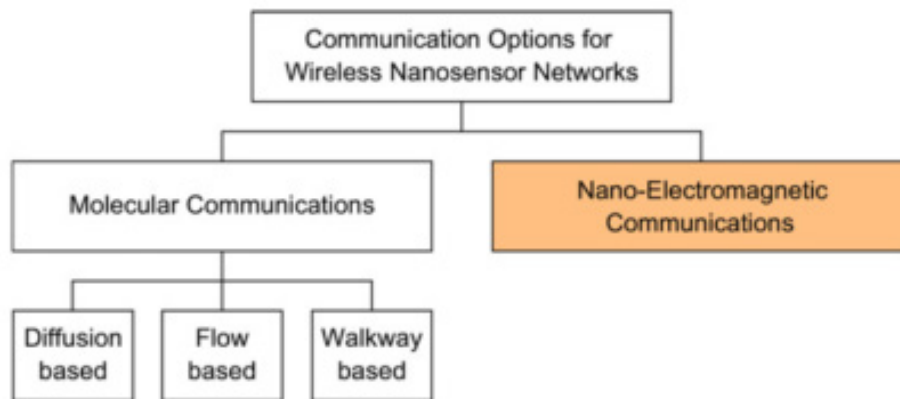 Communication Options for
Wireless Nanosensor Networks
Molecular Communications
Nano-Electromagnetic
Communications
Diffusion
based
Flow
based
Walkway
based